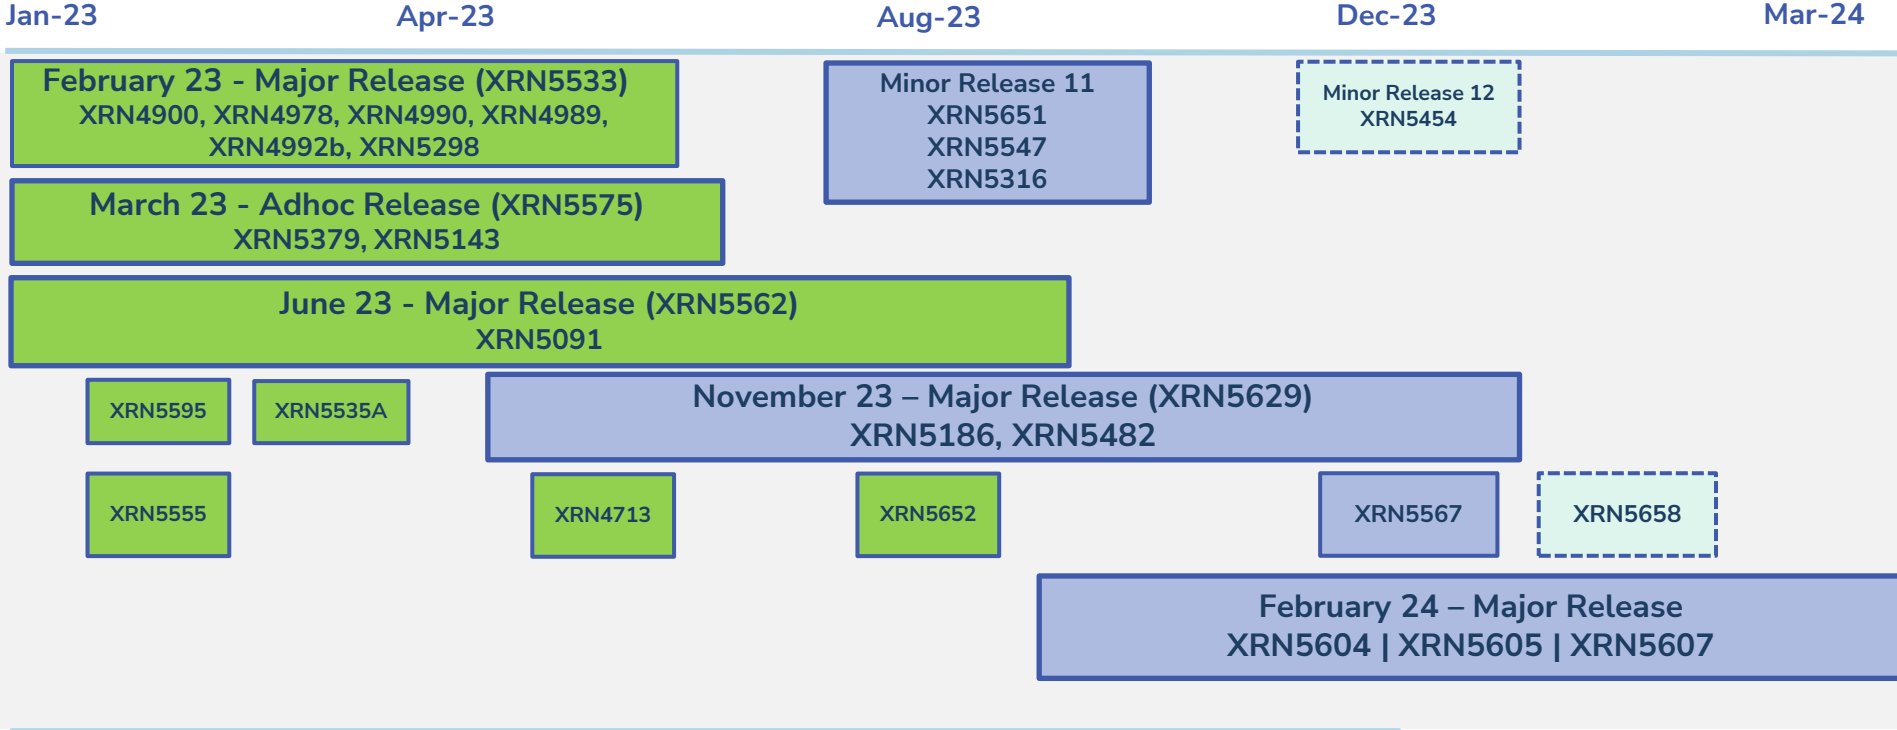 Jan-23
Apr-23
Aug-23
Dec-23
Mar-24
February 23 - Major Release (XRN5533)
XRN4900, XRN4978, XRN4990, XRN4989,
XRN4992b, XRN5298
Minor Release 11
XRN5651
XRN5547
XRN5316
Minor Release 12
XRN5454
March 23 - Adhoc Release (XRN5575)
XRN5379, XRN5143
June 23 - Major Release (XRN5562)
XRN5091
XRN5595
XRN5535A
November 23 – Major Release (XRN5629)
XRN5186, XRN5482
XRN5555
XRN4713
XRN5652
XRN5567
XRN5658
February 24 – Major Release
XRN5604 | XRN5605 | XRN5607